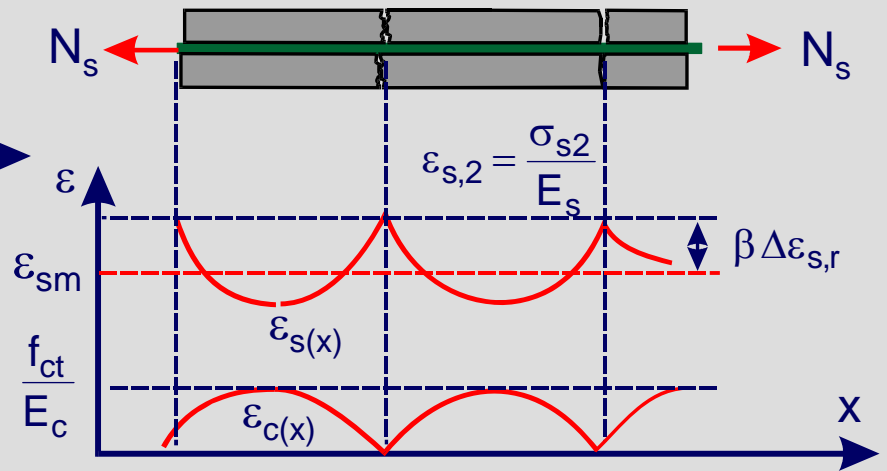 Ns Ns
εs,2 = σs2 / Es
ε
β Δεs,r
εsm
εs(x)
fct / Ec
εc(x)
x